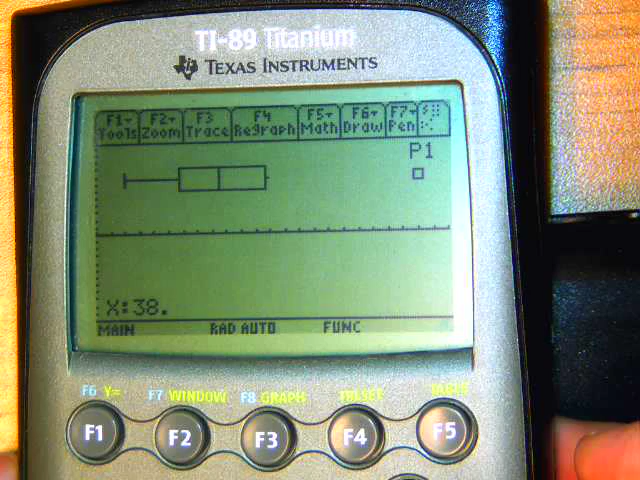 TI-89 Titanium
TEXAS INSTRUMENTS
F1 F2 F3 F4 F5 F6 F7
Tools Zoom Trace ReGraph Math Draw Pen
P1
X:38.
MAIN RAD AUTO FUNC
F6 Y= F7 WINDOW F8 GRAPH TBLSET TABLE
F1 F2 F3 F4 F5